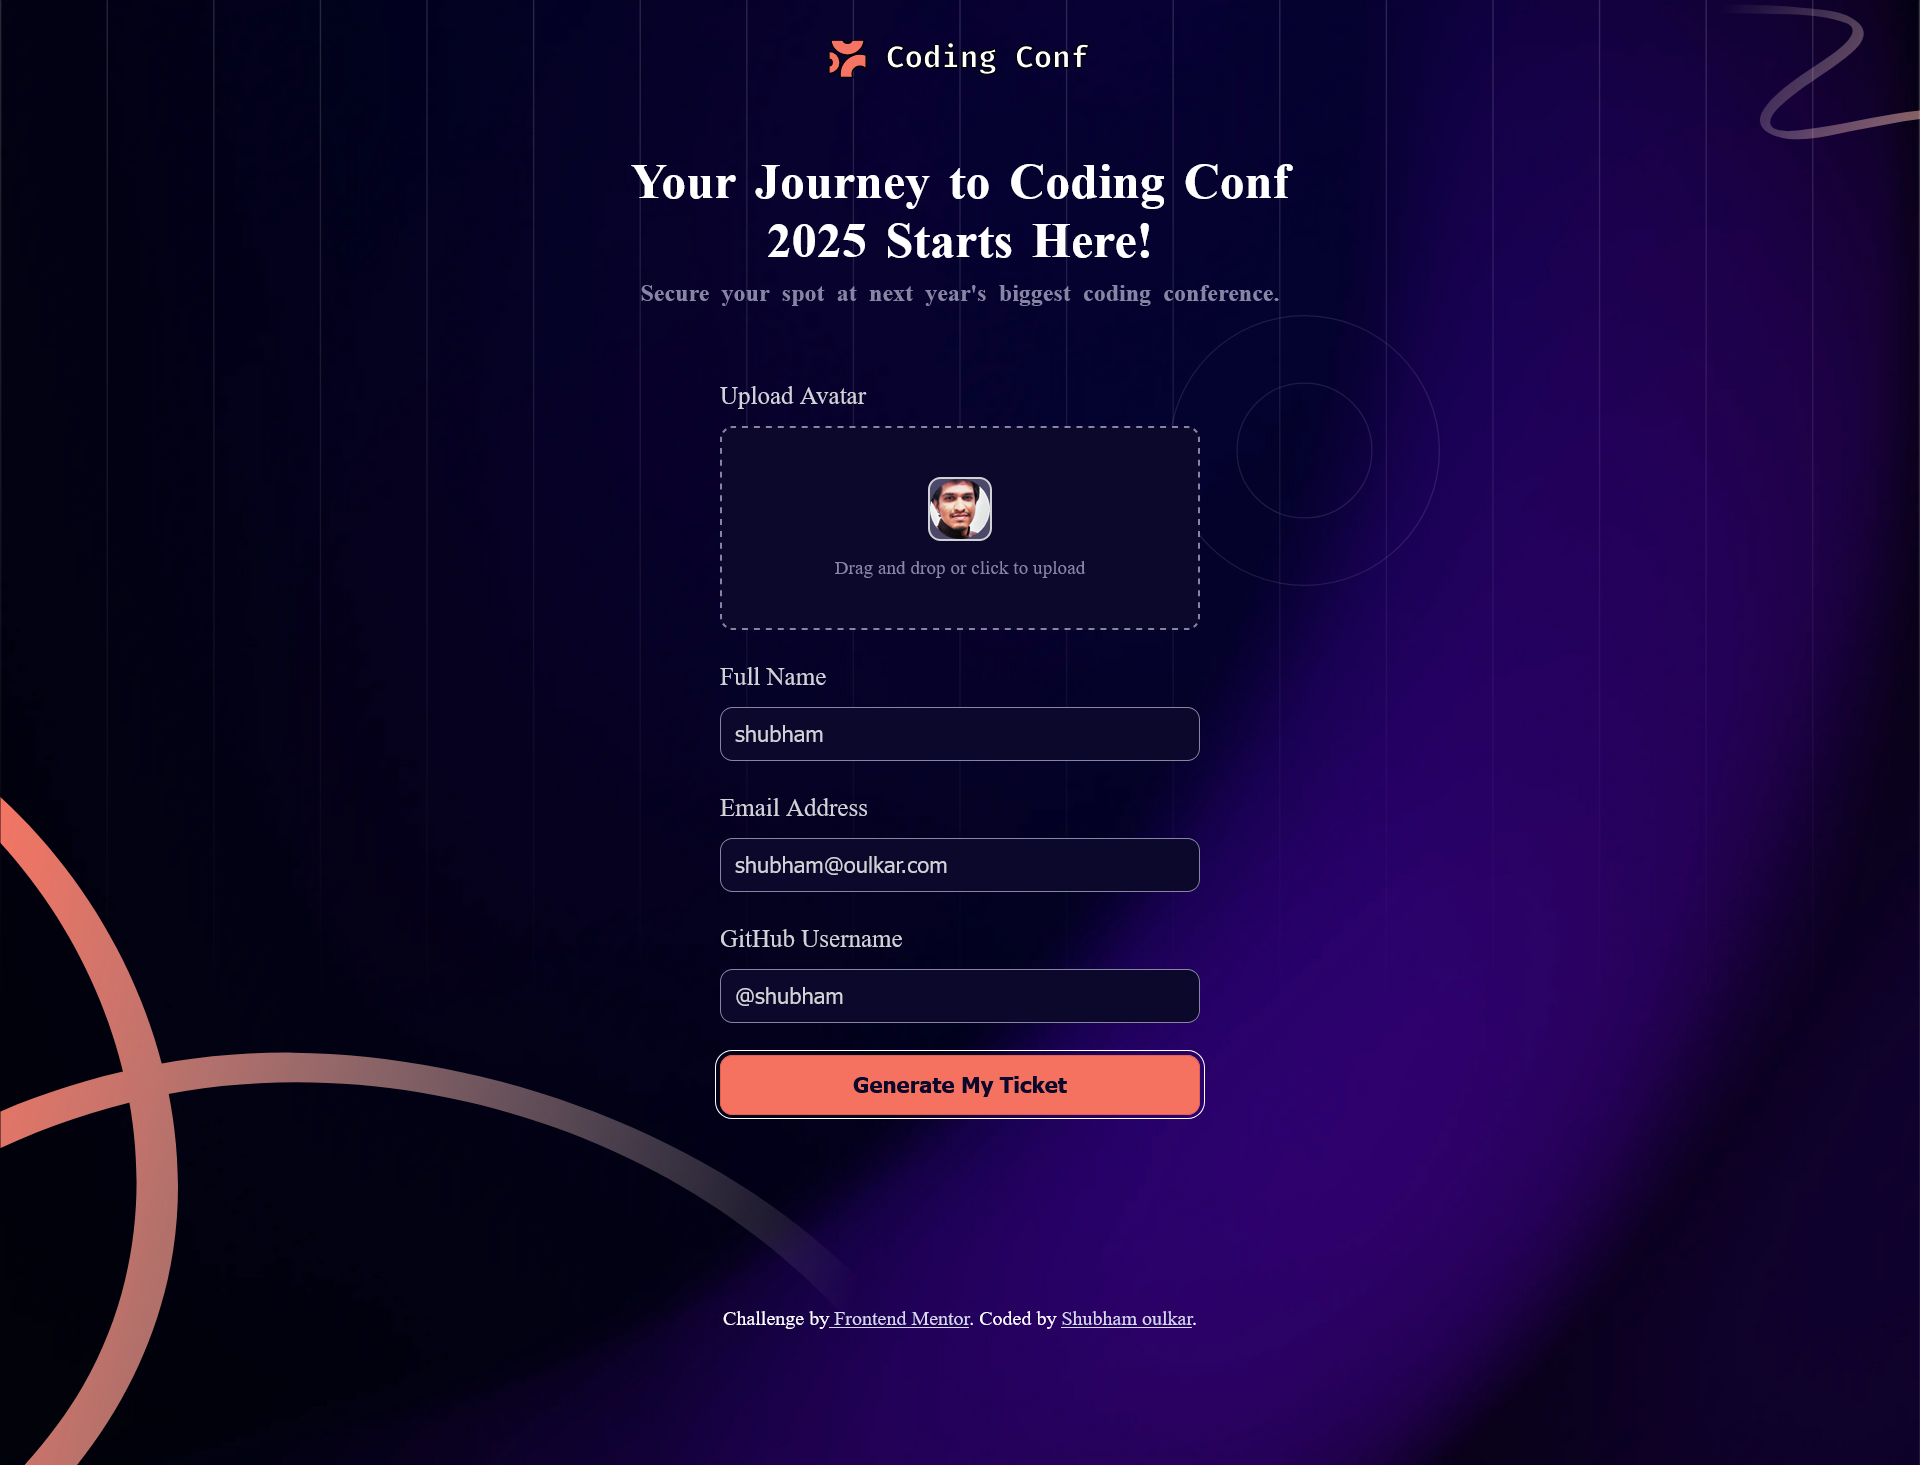 Coding Conf
Your Journey to Coding Conf
2025 Starts Here!
Secure your spot at next year's biggest coding conference.
Upload Avatar
Drag and drop or click to upload
Full Name
shubham
Email Address
shubham@oulkar.com
GitHub Username
@shubham
Generate My Ticket
Challenge by Frontend Mentor. Coded by Shubham oulkar.